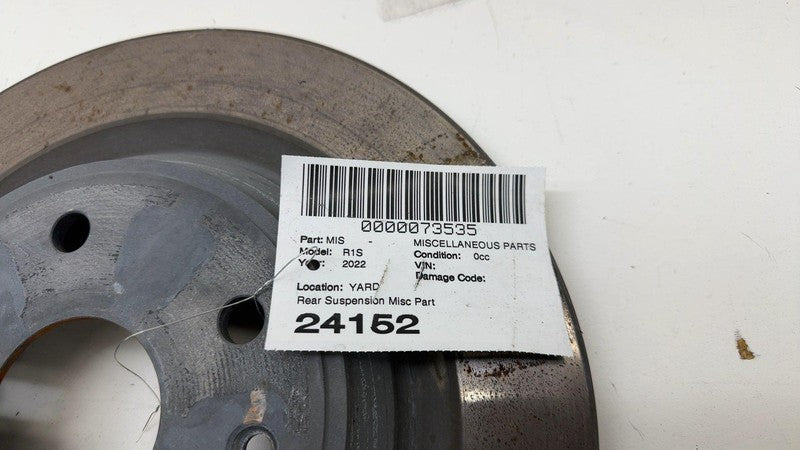 0000073535
Part: MIS - MISCELLANEOUS PARTS
Model: R1S Condition: 0cc
Year: 2022 VIN:
Damage Code:
Location: YARD
Rear Suspension Misc Part
24152